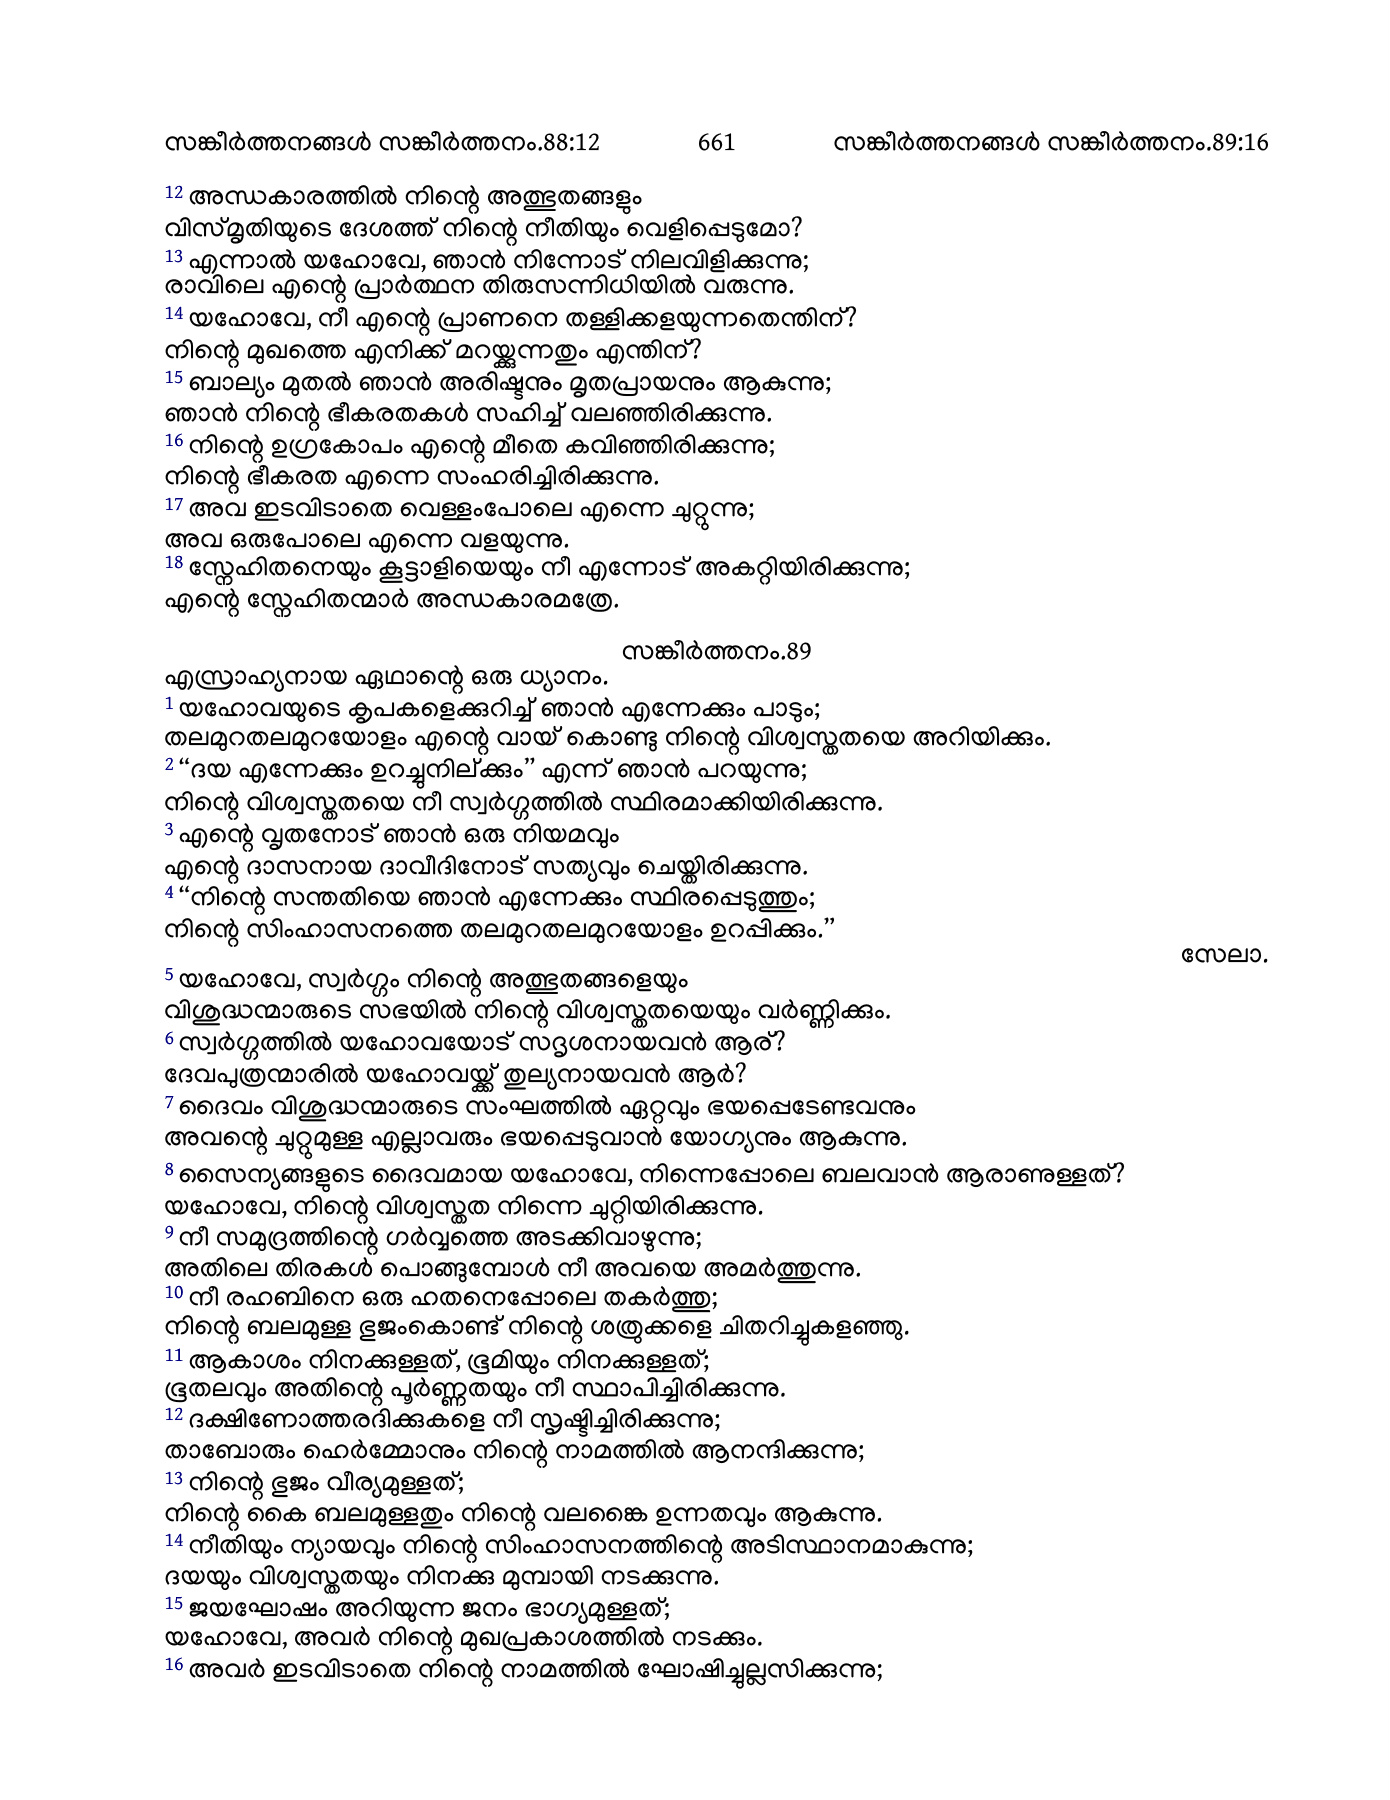 സങ്കീർത്തനങ്ങൾ സങ്കീർത്തനം.88:12 661 സങ്കീർത്തനങ്ങൾ സങ്കീർത്തനം.89:16
12 അന്ധകാരത്തിൽ നിന്റെ അത്ഭുതങ്ങളും
വിസ്മൃതിയുടെ ദേശത്ത് നിന്റെ നീതിയും വെളിപ്പെടുമോ?
13 എന്നാൽ യഹോവേ, ഞാൻ നിന്നോട് നിലവിളിക്കുന്നു;
രാവിലെ എന്റെ പ്രാർത്ഥന തിരുസന്നിധിയിൽ വരുന്നു.
14 യഹോവേ, നീ എന്റെ പ്രാണനെ തള്ളിക്കളയുന്നതെന്തിന്?
നിന്റെ മുഖത്തെ എനിക്ക് മറയ്ക്കുന്നതും എന്തിന്?
15 ബാല്യം മുതൽ ഞാൻ അരിഷ്ടനും മൃതപ്രായനും ആകുന്നു;
ഞാൻ നിന്റെ ഭീകരതകൾ സഹിച്ച് വലഞ്ഞിരിക്കുന്നു.
16 നിന്റെ ഉഗ്രകോപം എന്റെ മീതെ കവിഞ്ഞിരിക്കുന്നു;
നിന്റെ ഭീകരത എന്നെ സംഹരിച്ചിരിക്കുന്നു.
17 അവ ഇടവിടാതെ വെള്ളംപോലെ എന്നെ ചുറ്റുന്നു;
അവ ഒരുപോലെ എന്നെ വളയുന്നു.
18 സ്നേഹിതനെയും കൂട്ടാളിയെയും നീ എന്നോട് അകറ്റിയിരിക്കുന്നു;
എന്റെ സ്നേഹിതന്മാർ അന്ധകാരമത്രേ.
സങ്കീർത്തനം.89
എസ്രാഹ്യനായ ഏഥാന്റെ ഒരു ധ്യാനം.
1 യഹോവയുടെ കൃപകളെക്കുറിച്ച് ഞാൻ എന്നേക്കും പാടും;
തലമുറതലമുറയോളം എന്റെ വായ് കൊണ്ടു നിന്റെ വിശ്വസ്തതയെ അറിയിക്കും.
2 “ദയ എന്നേക്കും ഉറച്ചുനില്ക്കും” എന്ന് ഞാൻ പറയുന്നു;
നിന്റെ വിശ്വസ്തതയെ നീ സ്വർഗ്ഗത്തിൽ സ്ഥിരമാക്കിയിരിക്കുന്നു.
3 എന്റെ വൃതനോട് ഞാൻ ഒരു നിയമവും
എന്റെ ദാസനായ ദാവീദിനോട് സത്യവും ചെയ്തിരിക്കുന്നു.
4 “നിന്റെ സന്തതിയെ ഞാൻ എന്നേക്കും സ്ഥിരപ്പെടുത്തും;
നിന്റെ സിംഹാസനത്തെ തലമുറതലമുറയോളം ഉറപ്പിക്കും.”
സേലാ.
5 യഹോവേ, സ്വർഗ്ഗം നിന്റെ അത്ഭുതങ്ങളെയും
വിശുദ്ധന്മാരുടെ സഭയിൽ നിന്റെ വിശ്വസ്തതയെയും വർണ്ണിക്കും.
6 സ്വർഗ്ഗത്തിൽ യഹോവയോട് സദൃശനായവൻ ആര്?
ദേവപുത്രന്മാരിൽ യഹോവയ്ക്ക് തുല്യനായവൻ ആർ?
7 ദൈവം വിശുദ്ധന്മാരുടെ സംഘത്തിൽ ഏറ്റവും ഭയപ്പെടേണ്ടവനും
അവന്റെ ചുറ്റുമുള്ള എല്ലാവരും ഭയപ്പെടുവാൻ യോഗ്യനും ആകുന്നു.
8 സൈന്യങ്ങളുടെ ദൈവമായ യഹോവേ, നിന്നെപ്പോലെ ബലവാൻ ആരാണുള്ളത്?
യഹോവേ, നിന്റെ വിശ്വസ്തത നിന്നെ ചുറ്റിയിരിക്കുന്നു.
9 നീ സമുദ്രത്തിന്റെ ഗർവ്വത്തെ അടക്കിവാഴുന്നു;
അതിലെ തിരകൾ പൊങ്ങുമ്പോൾ നീ അവയെ അമർത്തുന്നു.
10 നീ രഹബിനെ ഒരു ഹതനെപ്പോലെ തകർത്തു;
നിന്റെ ബലമുള്ള ഭുജംകൊണ്ട് നിന്റെ ശത്രുക്കളെ ചിതറിച്ചുകളഞ്ഞു.
11 ആകാശം നിനക്കുള്ളത്, ഭൂമിയും നിനക്കുള്ളത്;
ഭൂതലവും അതിന്റെ പൂർണ്ണതയും നീ സ്ഥാപിച്ചിരിക്കുന്നു.
12 ദക്ഷിണോത്തരദിക്കുകളെ നീ സൃഷ്ടിച്ചിരിക്കുന്നു;
താബോരും ഹെർമ്മോനും നിന്റെ നാമത്തിൽ ആനന്ദിക്കുന്നു;
13 നിന്റെ ഭുജം വീര്യമുള്ളത്;
നിന്റെ കൈ ബലമുള്ളതും നിന്റെ വലങ്കൈ ഉന്നതവും ആകുന്നു.
14 നീതിയും ന്യായവും നിന്റെ സിംഹാസനത്തിന്റെ അടിസ്ഥാനമാകുന്നു;
ദയയും വിശ്വസ്തതയും നിനക്കു മുമ്പായി നടക്കുന്നു.
15 ജയഘോഷം അറിയുന്ന ജനം ഭാഗ്യമുള്ളത്;
യഹോവേ, അവർ നിന്റെ മുഖപ്രകാശത്തിൽ നടക്കും.
16 അവർ ഇടവിടാതെ നിന്റെ നാമത്തിൽ ഘോഷിച്ചുല്ലസിക്കുന്നു;